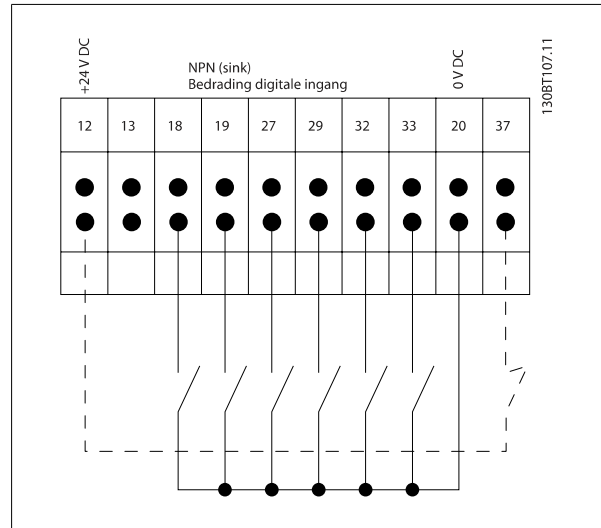 +24 V DC
NPN (sink)
Bedrading digitale ingang
0 V DC
130BT107.11
12 13 18 19 27 29 32 33 20 37